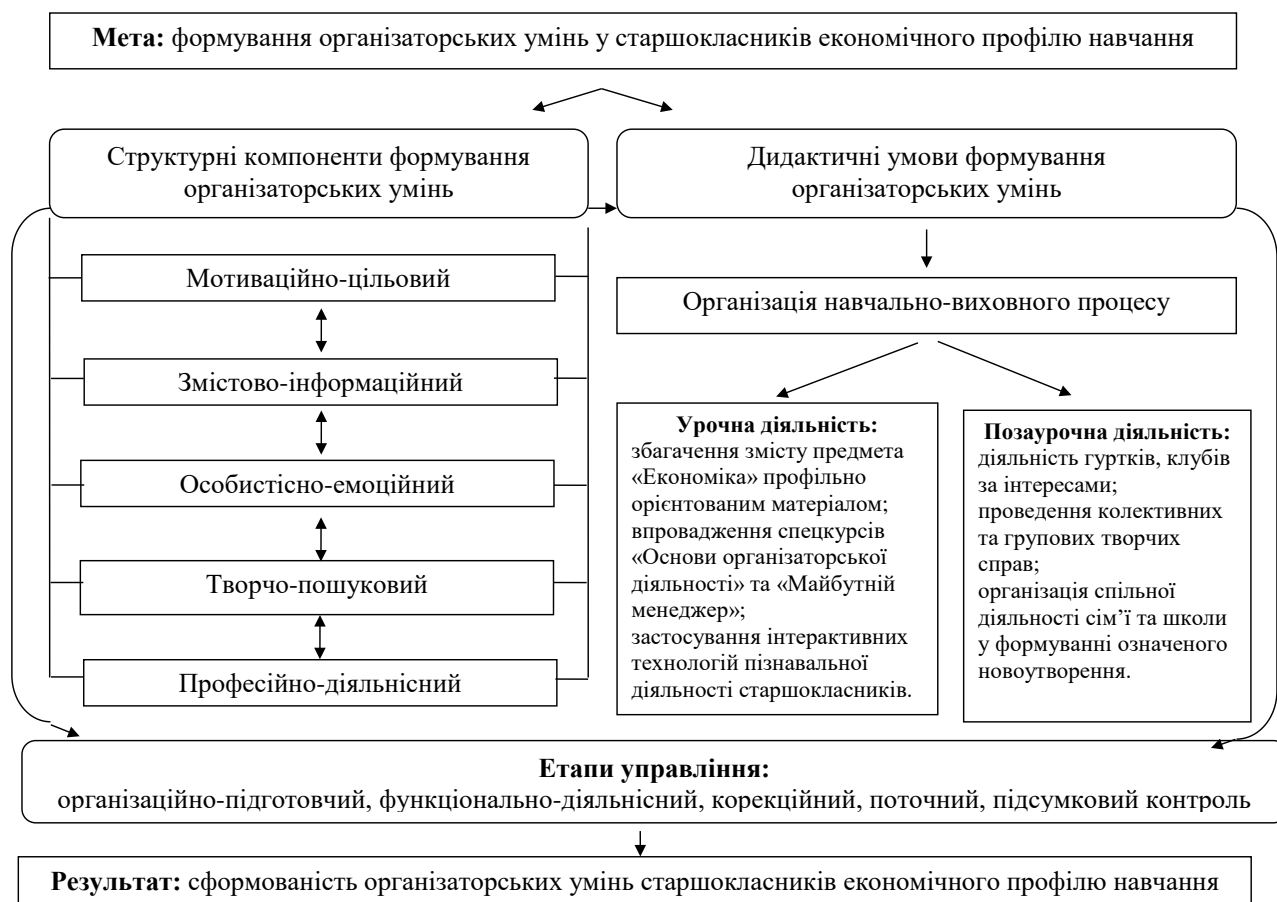 Мета: формування організаторських умінь у старшокласників економічного профілю навчання
Структурні компоненти формування
організаторських умінь
Дидактичні умови формування
організаторських умінь
Мотиваційно-цільовий
Змістово-інформаційний
Особистісно-емоційний
Творчо-пошуковий
Професійно-діяльнісний
Організація навчально-виховного процесу
Урочна діяльність:
збагачення змісту предмета
«Економіка» профільно
орієнтованим матеріалом;
впровадження спецкурсів
«Основи організаторської
діяльності» та «Майбутній
менеджер»;
застосування інтерактивних
технологій пізнавальної
діяльності старшокласників.
Позаурочна діяльність:
діяльність гуртків, клубів
за інтересами;
проведення колективних
та групових творчих
справ;
організація спільної
діяльності сім’ї та школи
у формуванні означеного
новоутворення.
Етапи управління:
організаційно-підготовчий, функціонально-діяльнісний, корекційний, поточний, підсумковий контроль
Результат: сформованість організаторських умінь старшокласників економічного профілю навчання